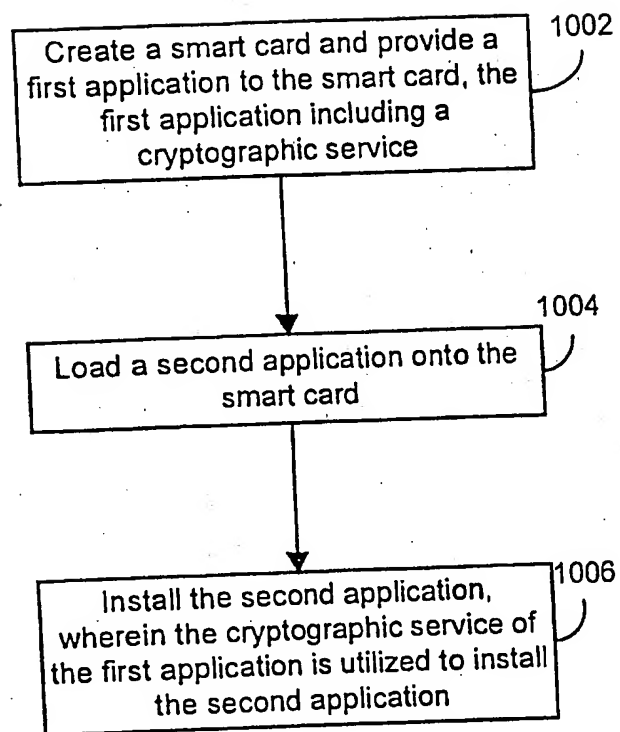 1002
Create a smart card and provide a
first application to the smart card, the
first application including a
cryptographic service
1004
Load a second application onto the
smart card
1006
Install the second application,
wherein the cryptographic service of
the first application is utilized to install
the second application